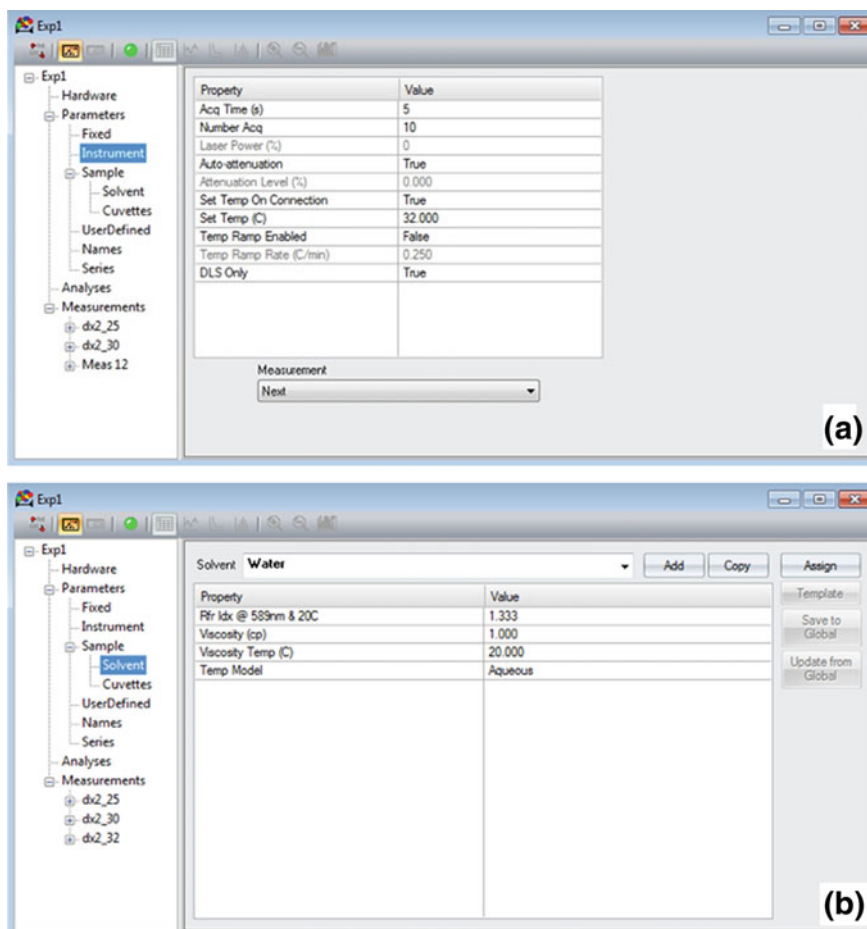 Exp1
Exp1
Hardware
Parameters
Fixed
Instrument
Sample
Solvent
Cuvettes
UserDefined
Names
Series
Analyses
Measurements
dx2_25
dx2_30
Meas 12
Property Value
Acq Time (s) 5
Number Acq 10
Laser Power (%) 0
Auto-attenuation True
Attenuation Level (%) 0.000
Set Temp On Connection True
Set Temp (C) 32.000
Temp Ramp Enabled False
Temp Ramp Rate (C/min) 0.250
DLS Only True
Measurement
Next
(a)
Exp1
Exp1
Hardware
Parameters
Fixed
Instrument
Sample
Solvent
Cuvettes
UserDefined
Names
Series
Analyses
Measurements
dx2_25
dx2_30
dx2_32
Solvent Water Add Copy Assign
Property Value
Rfr Idx @ 589nm & 20C 1.333
Viscosity (cp) 1.000
Viscosity Temp (C) 20.000
Temp Model Aqueous
Template
Save to
Global
Update from
Global
(b)